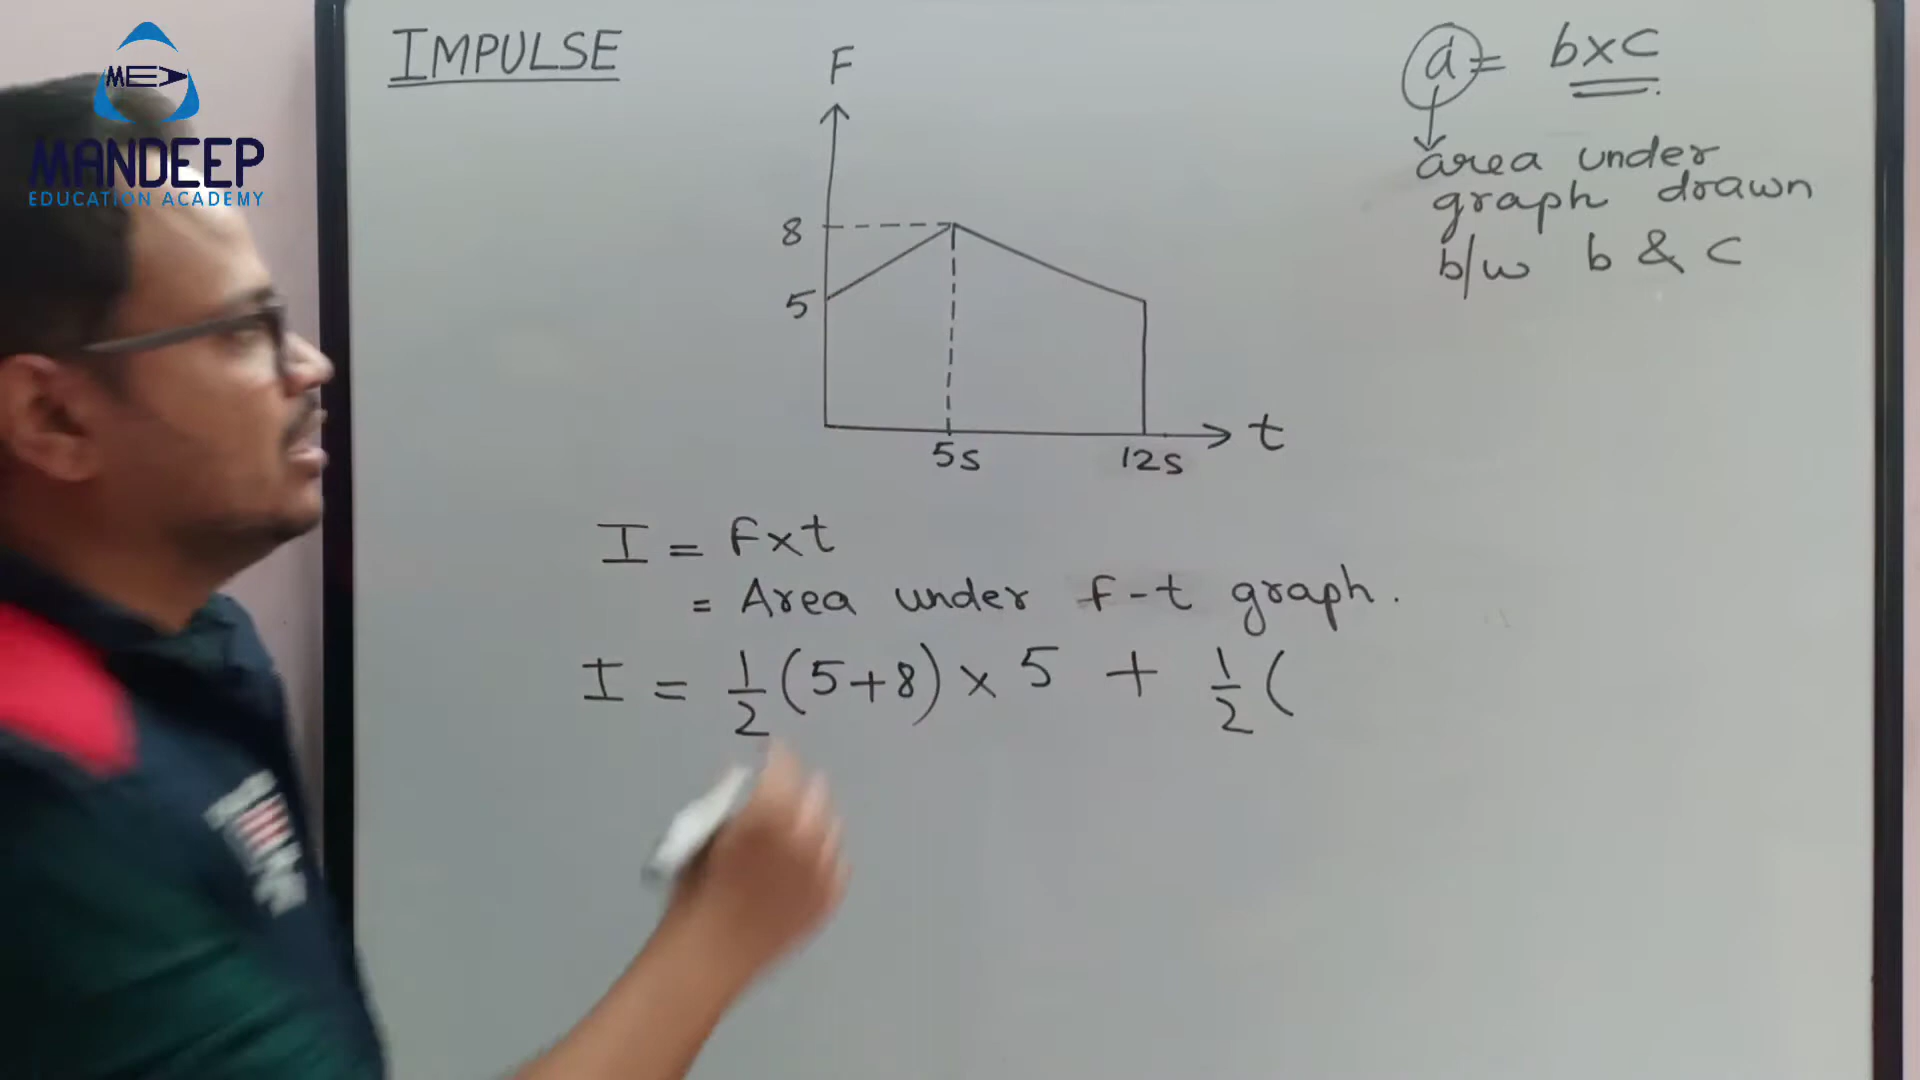 IMPULSE
MEA
MANDEEP
EDUCATION ACADEMY
F
8
5
5s
12s
t
a = b×c
area under
graph drawn
b/w b & c
I = F×t
= Area under f-t graph.
I = 1/2 (5+8) × 5 + 1/2 (